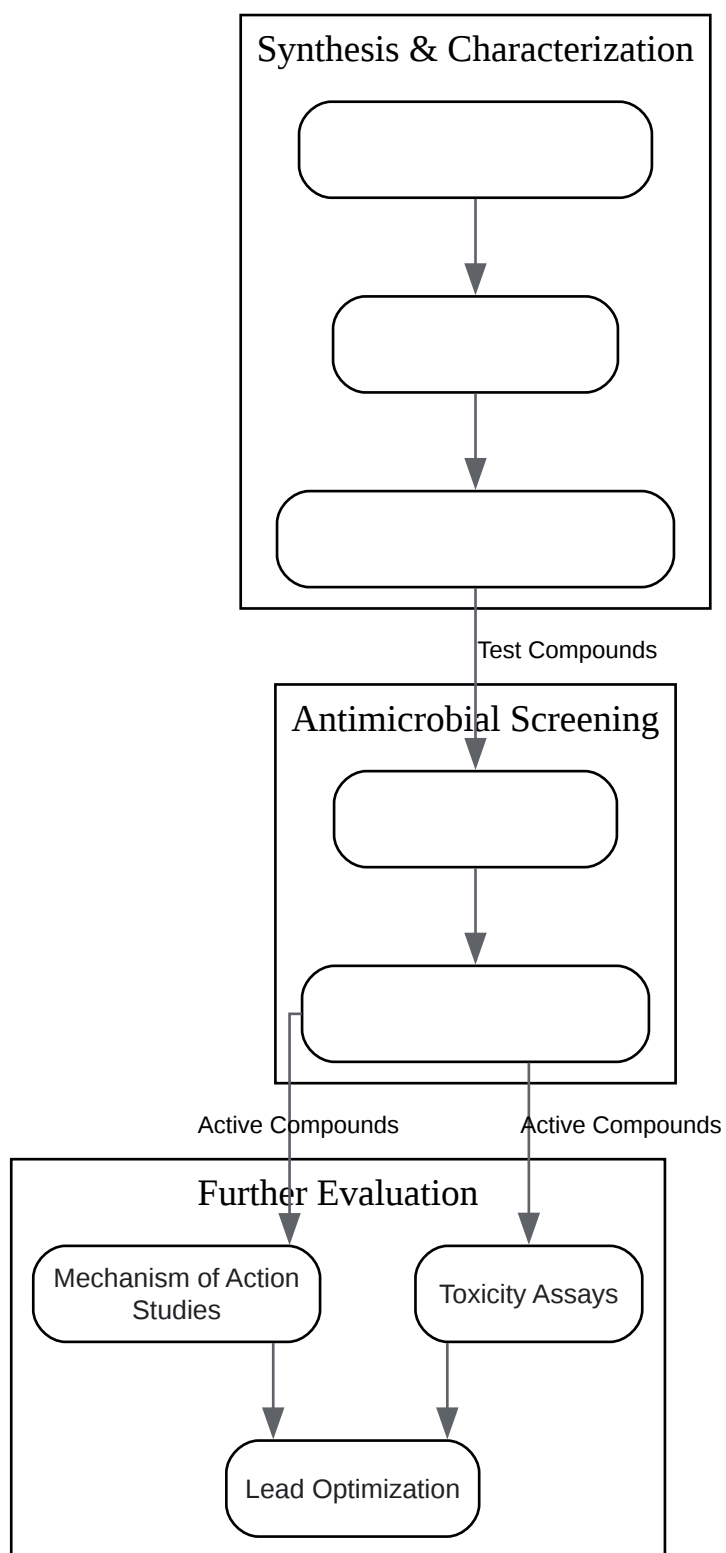 Synthesis & Characterization
Test Compounds
Antimicrobial Screening
Active Compounds
Active Compounds
Further Evaluation
Mechanism of Action
Studies
Toxicity Assays
Lead Optimization